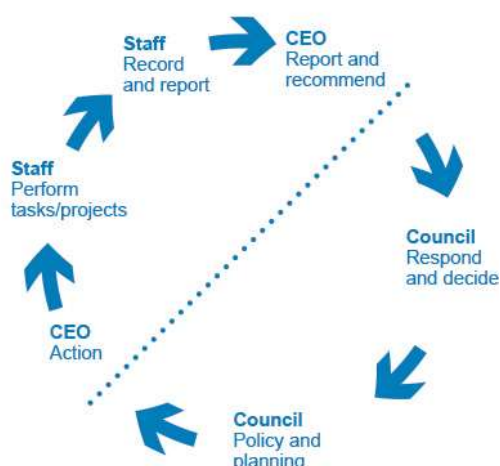 Staff
Record
and report
CEO
Report and
recommend
Staff
Perform
tasks/projects
Council
Respond
and decide
CEO
Action
Council
Policy and
planning